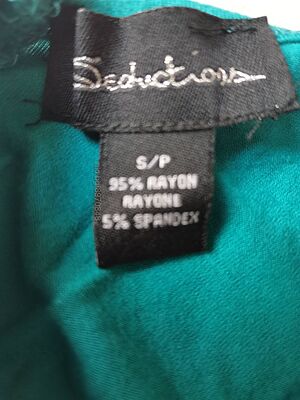 Seductions
S/P
95% RAYON
RAYONE
5% SPANDEX